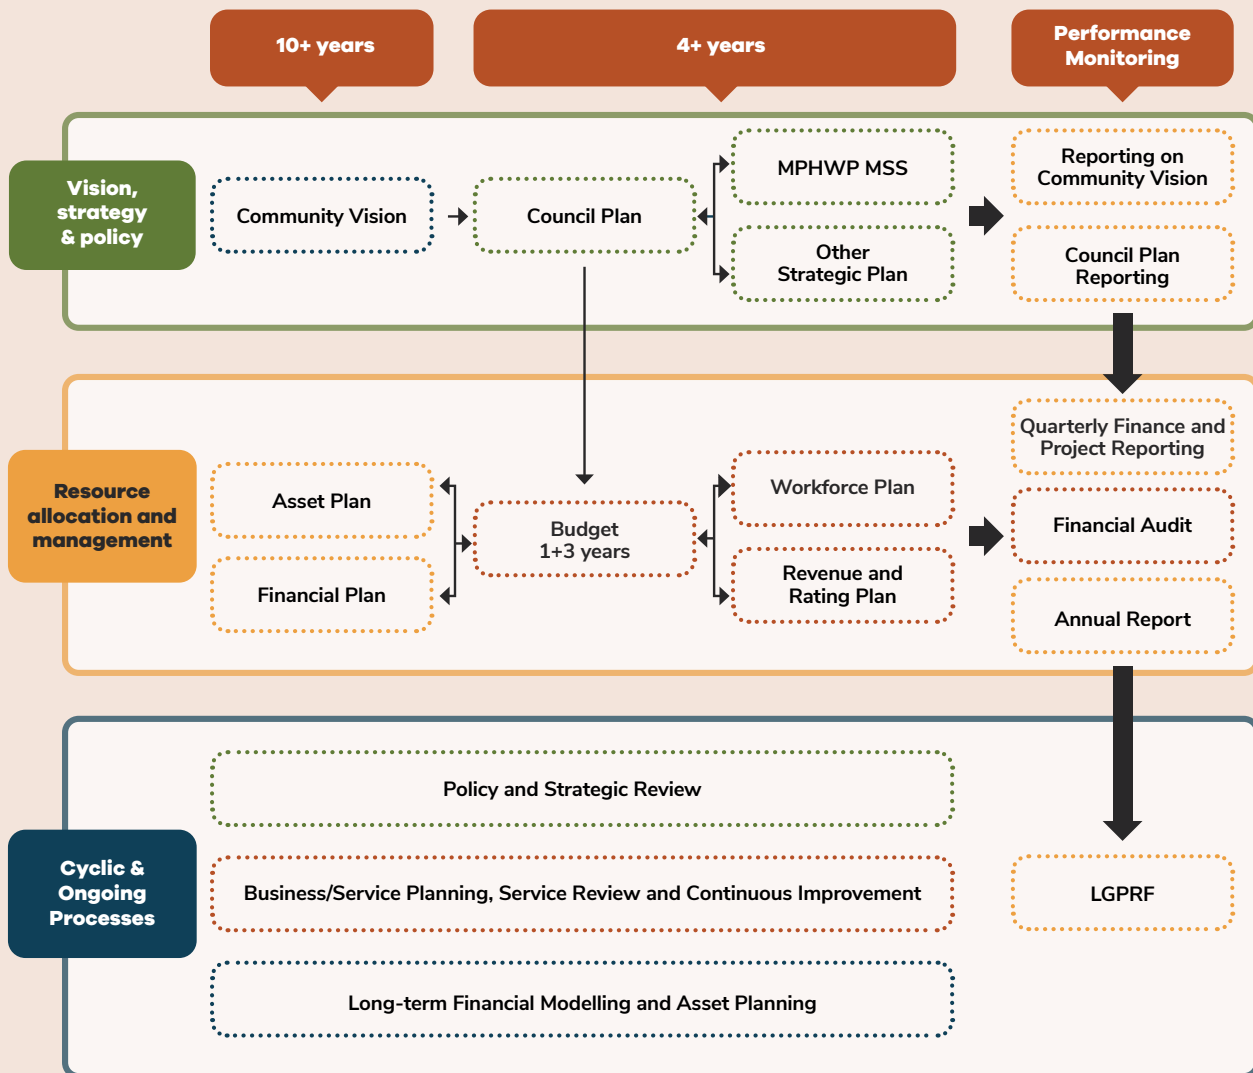 10+ years
4+ years
Performance
Monitoring
Vision,
strategy
& policy
Community Vision
Council Plan
MPHWP MSS
Other
Strategic Plan
Reporting on
Community Vision
Council Plan
Reporting
Resource
allocation and
management
Asset Plan
Financial Plan
Budget
1+3 years
Workforce Plan
Revenue and
Rating Plan
Quarterly Finance and
Project Reporting
Financial Audit
Annual Report
Cyclic &
Ongoing
Processes
Policy and Strategic Review
Business/Service Planning, Service Review and Continuous Improvement
Long-term Financial Modelling and Asset Planning
LGPRF